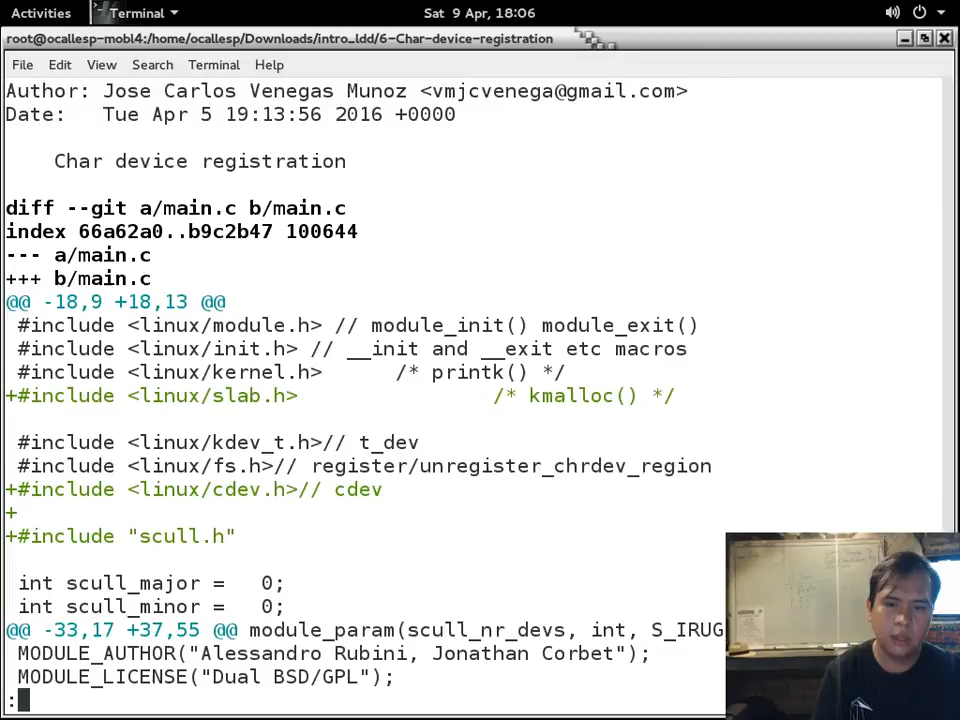 Activities Terminal Sat 9 Apr, 18:06
root@ocallesp-mobl4:/home/ocallesp/Downloads/intro_ldd/6-Char-device-registration
File Edit View Search Terminal Help
Author: Jose Carlos Venegas Munoz <vmjcvenega@gmail.com>
Date:   Tue Apr 5 19:13:56 2016 +0000
    Char device registration
diff --git a/main.c b/main.c
index 66a62a0..b9c2b47 100644
--- a/main.c
+++ b/main.c
@@ -18,9 +18,13 @@
 #include <linux/module.h> // module_init() module_exit()
 #include <linux/init.h> // __init and __exit etc macros
 #include <linux/kernel.h>      /* printk() */
+#include <linux/slab.h>                /* kmalloc() */
 #include <linux/kdev_t.h>// t_dev
 #include <linux/fs.h>// register/unregister_chrdev_region
+#include <linux/cdev.h>// cdev
+
+#include "scull.h"
 int scull_major =   0;
 int scull_minor =   0;
@@ -33,17 +37,55 @@ module_param(scull_nr_devs, int, S_IRUG
 MODULE_AUTHOR("Alessandro Rubini, Jonathan Corbet");
 MODULE_LICENSE("Dual BSD/GPL");
: